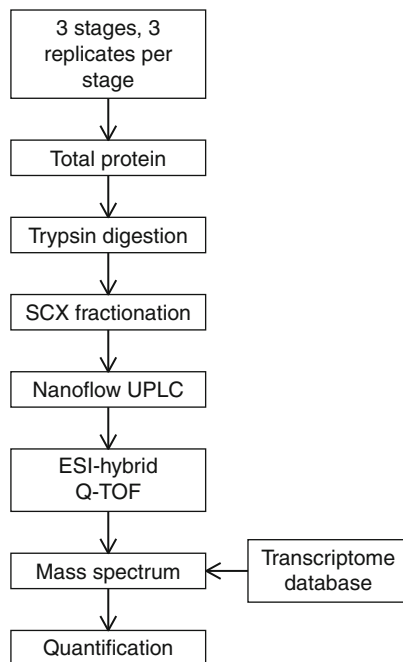 3 stages, 3
replicates per
stage
Total protein
Trypsin digestion
SCX fractionation
Nanoflow UPLC
ESI-hybrid
Q-TOF
Mass spectrum
Transcriptome
database
Quantification